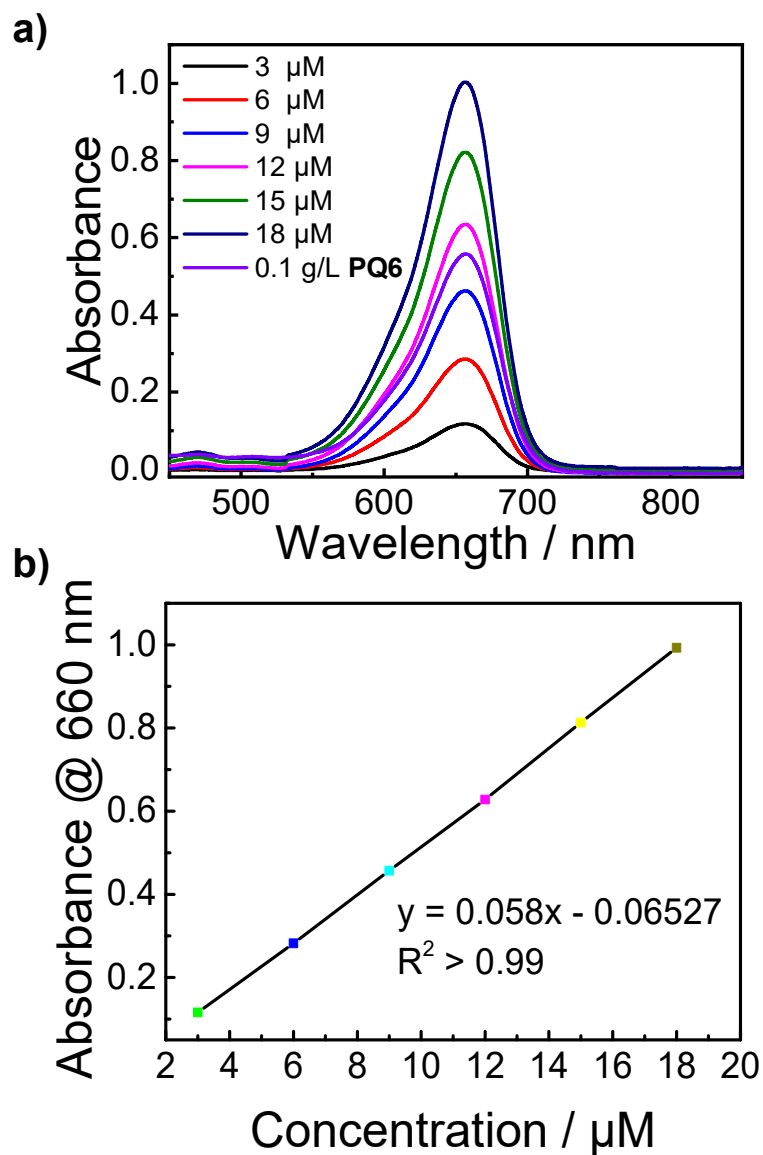 a)
3 μM
6 μM
9 μM
12 μM
15 μM
18 μM
0.1 g/L PQ6
Absorbance
1.0
0.8
0.6
0.4
0.2
0.0
500 600 700 800
Wavelength / nm
b)
Absorbance @ 660 nm
1.0
0.8
0.6
0.4
0.2
y = 0.058x - 0.06527
R² > 0.99
2 4 6 8 10 12 14 16 18 20
Concentration / μM